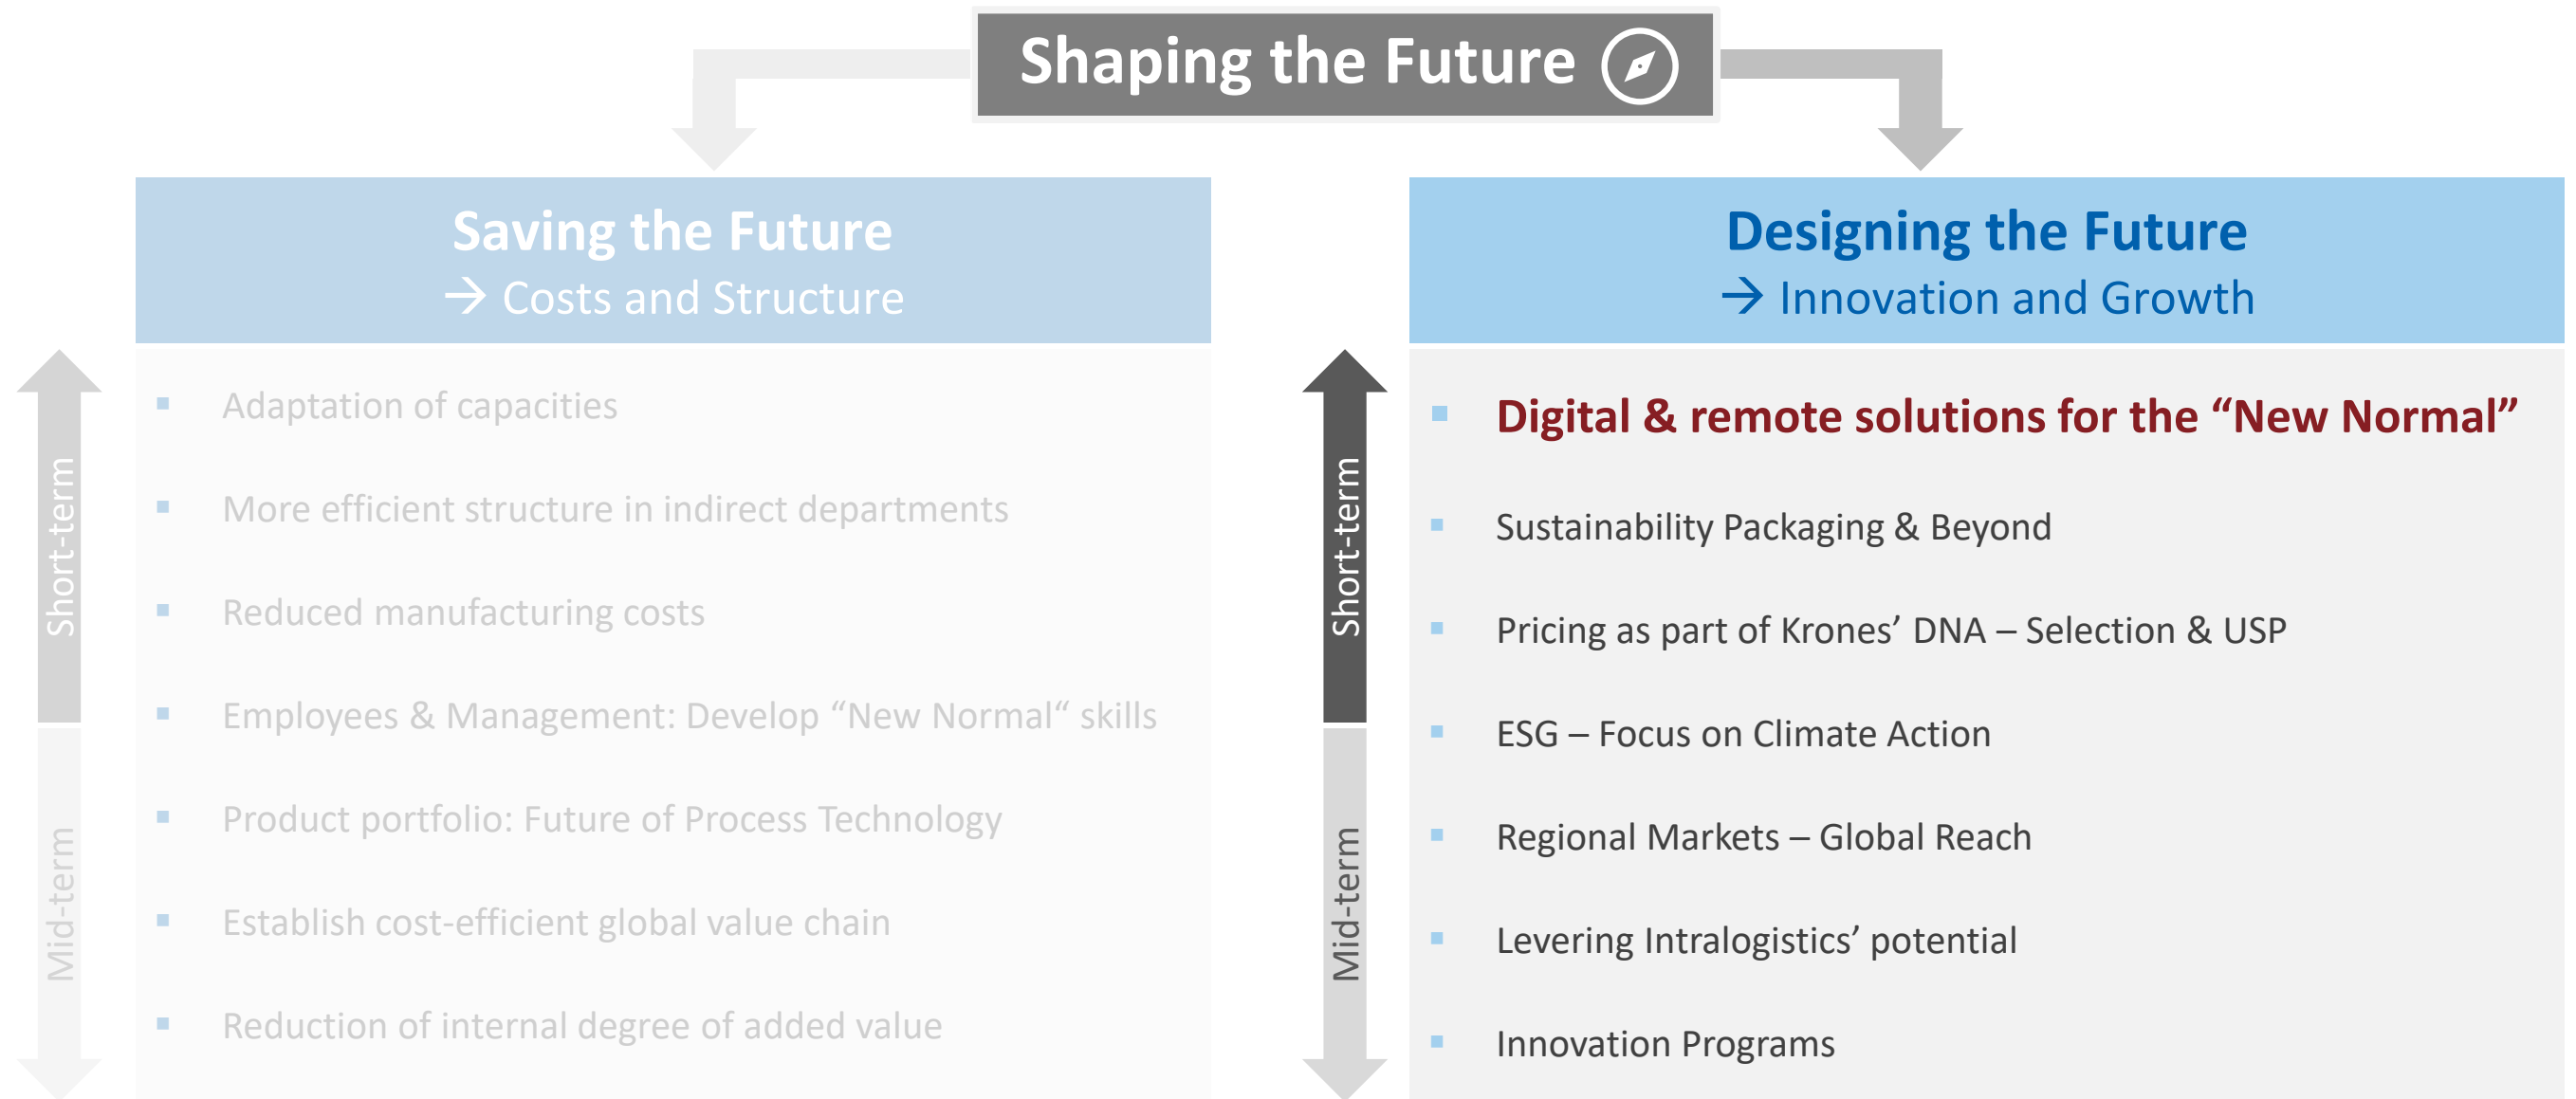 Shaping the Future
Saving the Future
→ Costs and Structure
Short-term
Mid-term
▪ Adaptation of capacities
▪ More efficient structure in indirect departments
▪ Reduced manufacturing costs
▪ Employees & Management: Develop “New Normal“ skills
▪ Product portfolio: Future of Process Technology
▪ Establish cost-efficient global value chain
▪ Reduction of internal degree of added value
Designing the Future
→ Innovation and Growth
Short-term
Mid-term
▪ Digital & remote solutions for the “New Normal”
▪ Sustainability Packaging & Beyond
▪ Pricing as part of Krones’ DNA – Selection & USP
▪ ESG – Focus on Climate Action
▪ Regional Markets – Global Reach
▪ Levering Intralogistics’ potential
▪ Innovation Programs